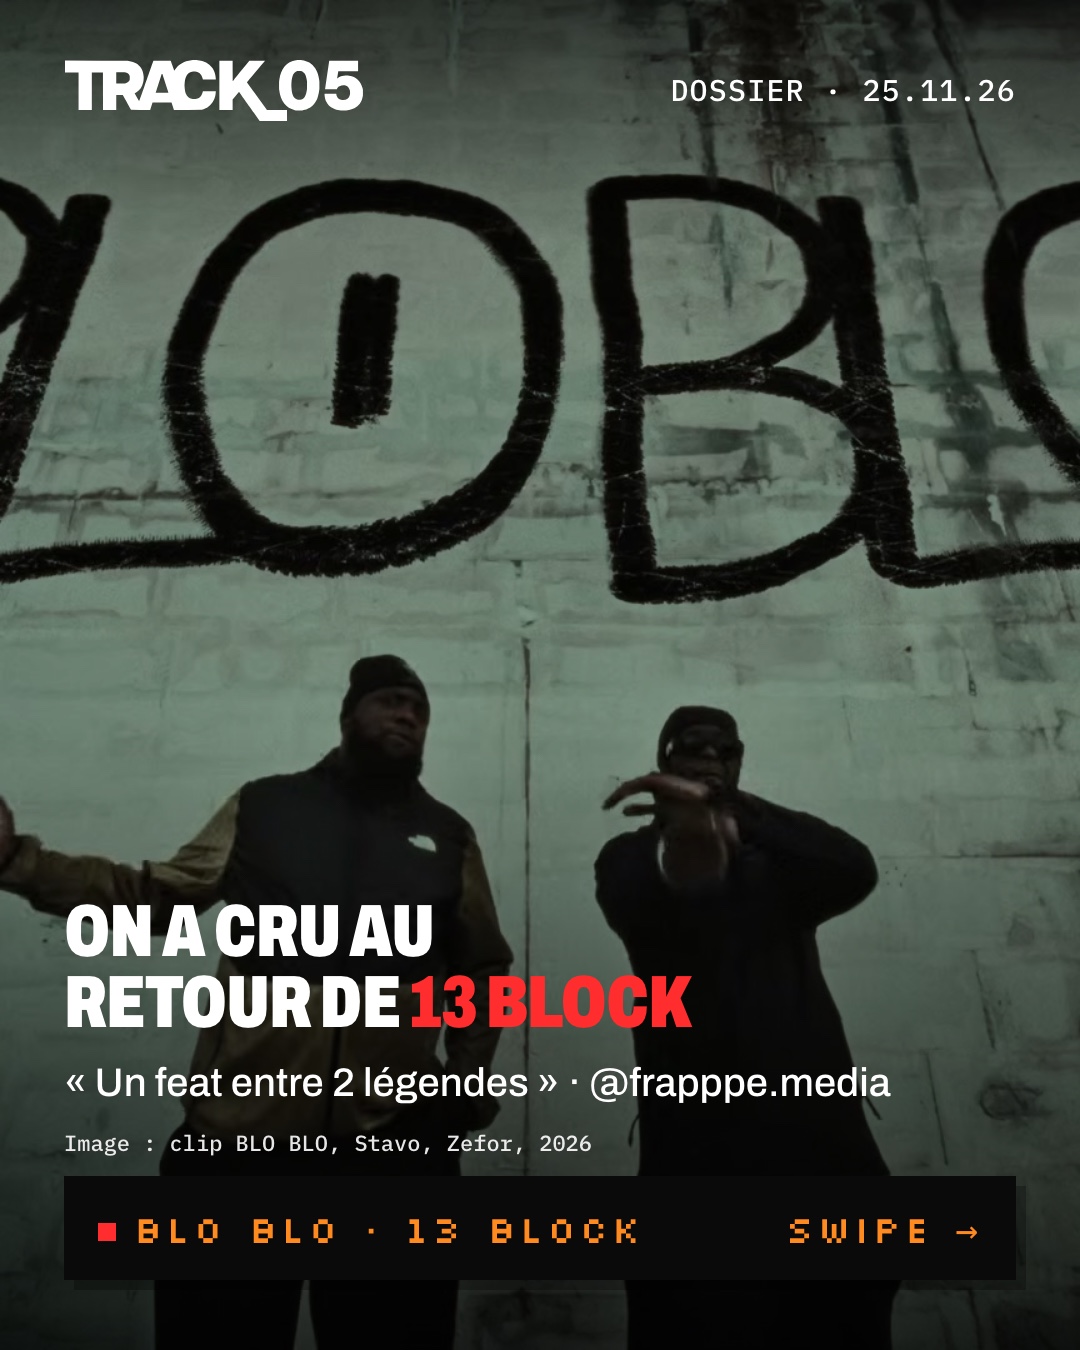 TRACK_05
DOSSIER · 25.11.26
LOBLO
ON A CRU AU
RETOUR DE 13 BLOCK
« Un feat entre 2 légendes » · @frapppe.media
Image : clip BLO BLO, Stavo, Zefor, 2026
BLO BLO · 13 BLOCK
SWIPE →